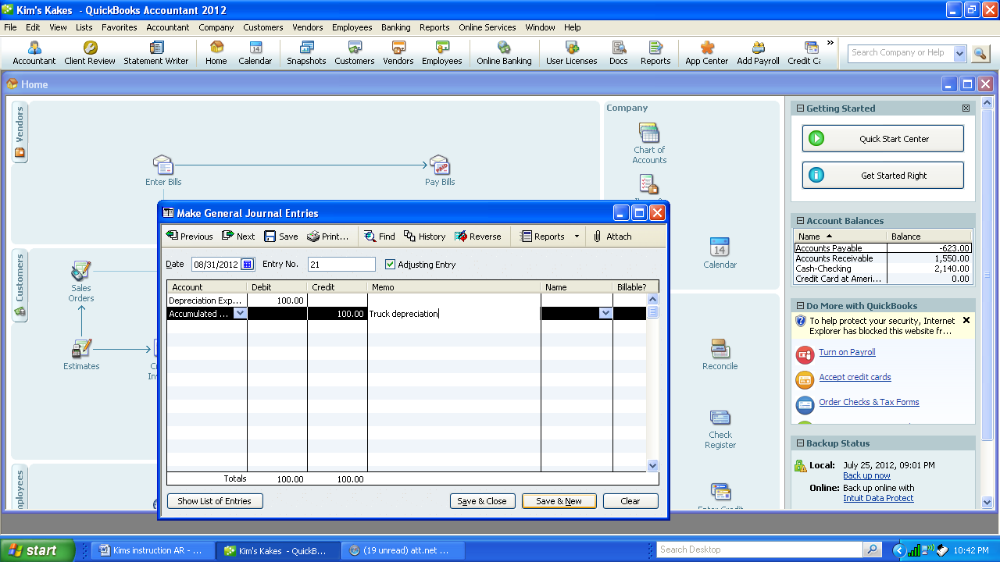 Kim's Kakes - QuickBooks Accountant 2012
File Edit View Lists Favorites Accountant Company Customers Vendors Employees Banking Reports Online Services Window Help
Accountant Client Review Statement Writer Home Calendar Snapshots Customers Vendors Employees Online Banking User Licenses Docs Reports App Center Add Payroll Credit Ca
Search Company or Help
Home
Vendors
Enter Bills
Pay Bills
Customers
Sales
Orders
Estimates
Company
Chart of
Accounts
Calendar
Reconcile
Check
Register
Enter Credit
Make General Journal Entries
Previous Next Save Print... Find History Reverse Reports Attach
Date 08/31/2012 Entry No. 21 Adjusting Entry
Account Debit Credit Memo Name Billable?
Depreciation Exp... 100.00
Accumulated ... 100.00 Truck depreciation
Totals 100.00 100.00
Show List of Entries Save & Close Save & New Clear
Getting Started
Quick Start Center
Get Started Right
Account Balances
Name Balance
Accounts Payable -623.00
Accounts Receivable 1,550.00
Cash-Checking 2,140.00
Credit Card at Ameri... 0.00
Do More with QuickBooks
To help protect your security, Internet
Explorer has blocked this website fr...
Turn on Payroll
Accept credit cards
Order Checks & Tax Forms
Backup Status
Local: July 25, 2012, 09:01 PM
Back up now
Online: Back up online with
Intuit Data Protect
start Kims instruction AR - ... Kim's Kakes - QuickB... (19 unread) att.net ... Search Desktop 10:42 PM